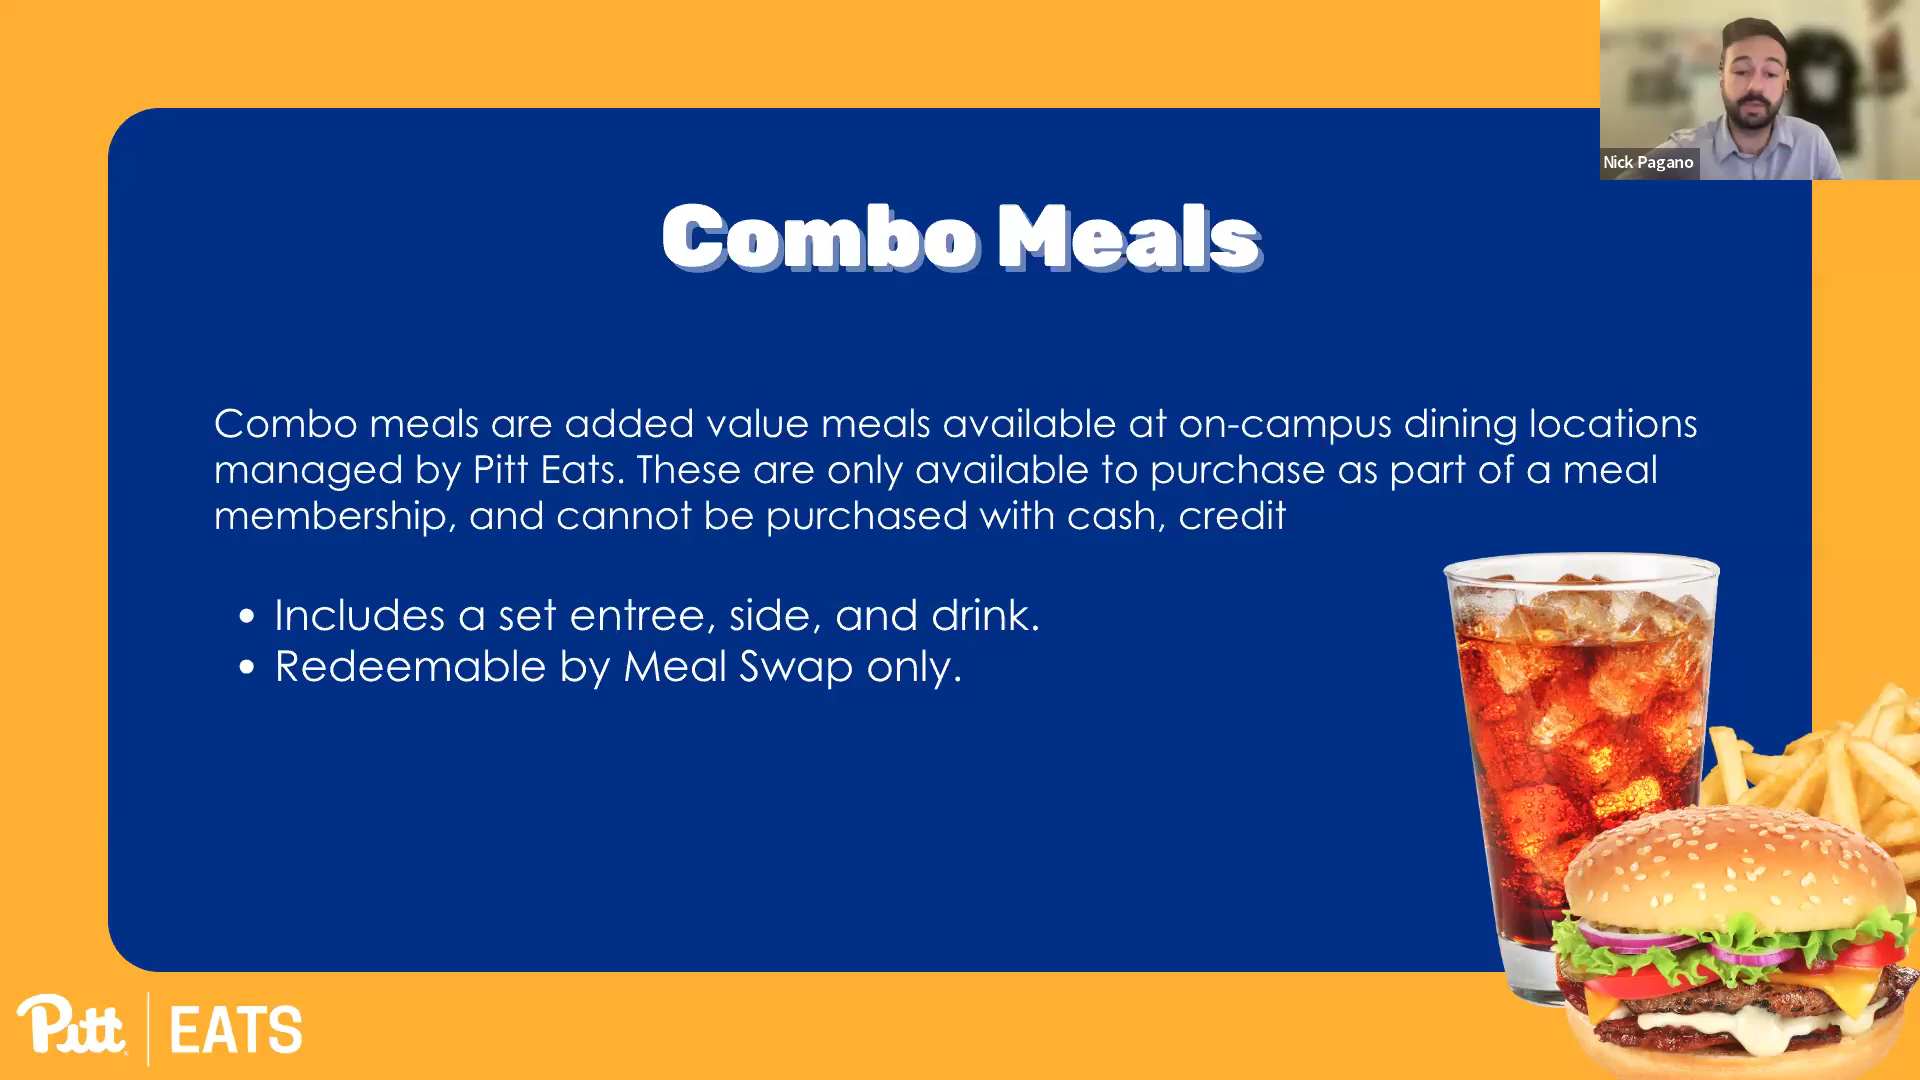 Nick Pagano
Combo Meals
Combo meals are added value meals available at on-campus dining locations
managed by Pitt Eats. These are only available to purchase as part of a meal
membership, and cannot be purchased with cash, credit
• Includes a set entree, side, and drink.
• Redeemable by Meal Swap only.
Pitt | EATS